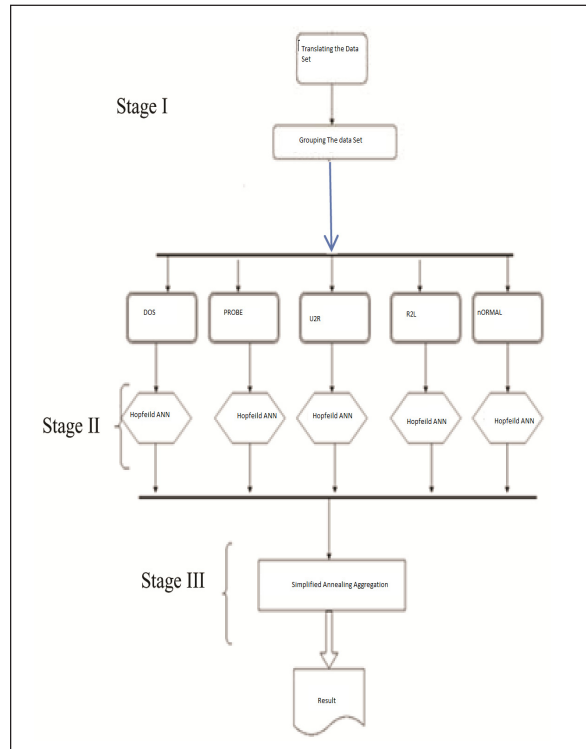 Translating the Data
Set
Stage I
Grouping The data Set
DOS
PROBE
U2R
R2L
nORMAL
Stage II
Hopfeild ANN
Hopfeild ANN
Hopfeild ANN
Hopfeild ANN
Hopfeild ANN
Stage III
Simplified Annealing Aggregation
Result